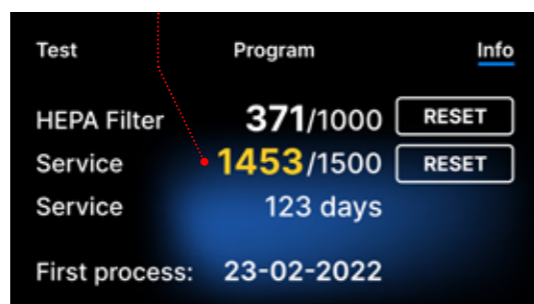 Test Program Info
HEPA Filter 371/1000 RESET
Service 1453/1500 RESET
Service 123 days
First process: 23-02-2022